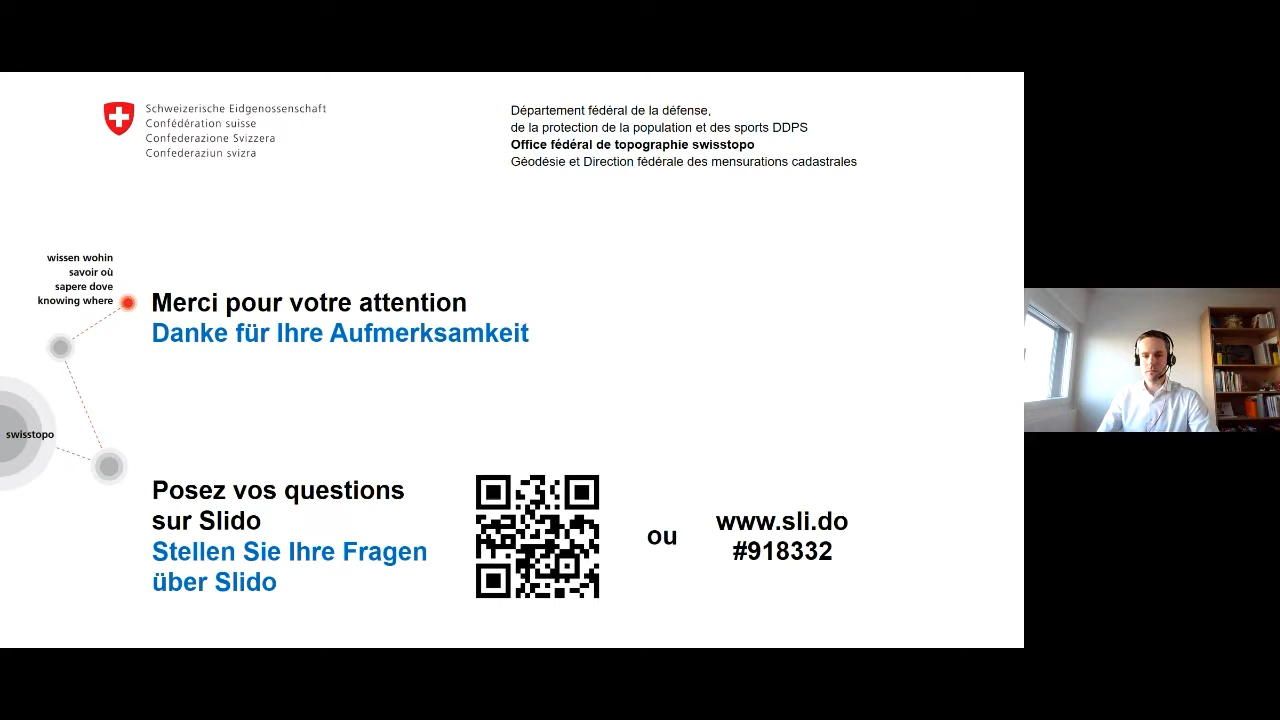 Schweizerische Eidgenossenschaft
Confédération suisse
Confederazione Svizzera
Confederaziun svizra
Département fédéral de la défense,
de la protection de la population et des sports DDPS
Office fédéral de topographie swisstopo
Géodésie et Direction fédérale des mensurations cadastrales
wissen wohin
savoir où
sapere dove
knowing where
Merci pour votre attention
Danke für Ihre Aufmerksamkeit
swisstopo
Posez vos questions
sur Slido
Stellen Sie Ihre Fragen
über Slido
ou
www.sli.do
#918332